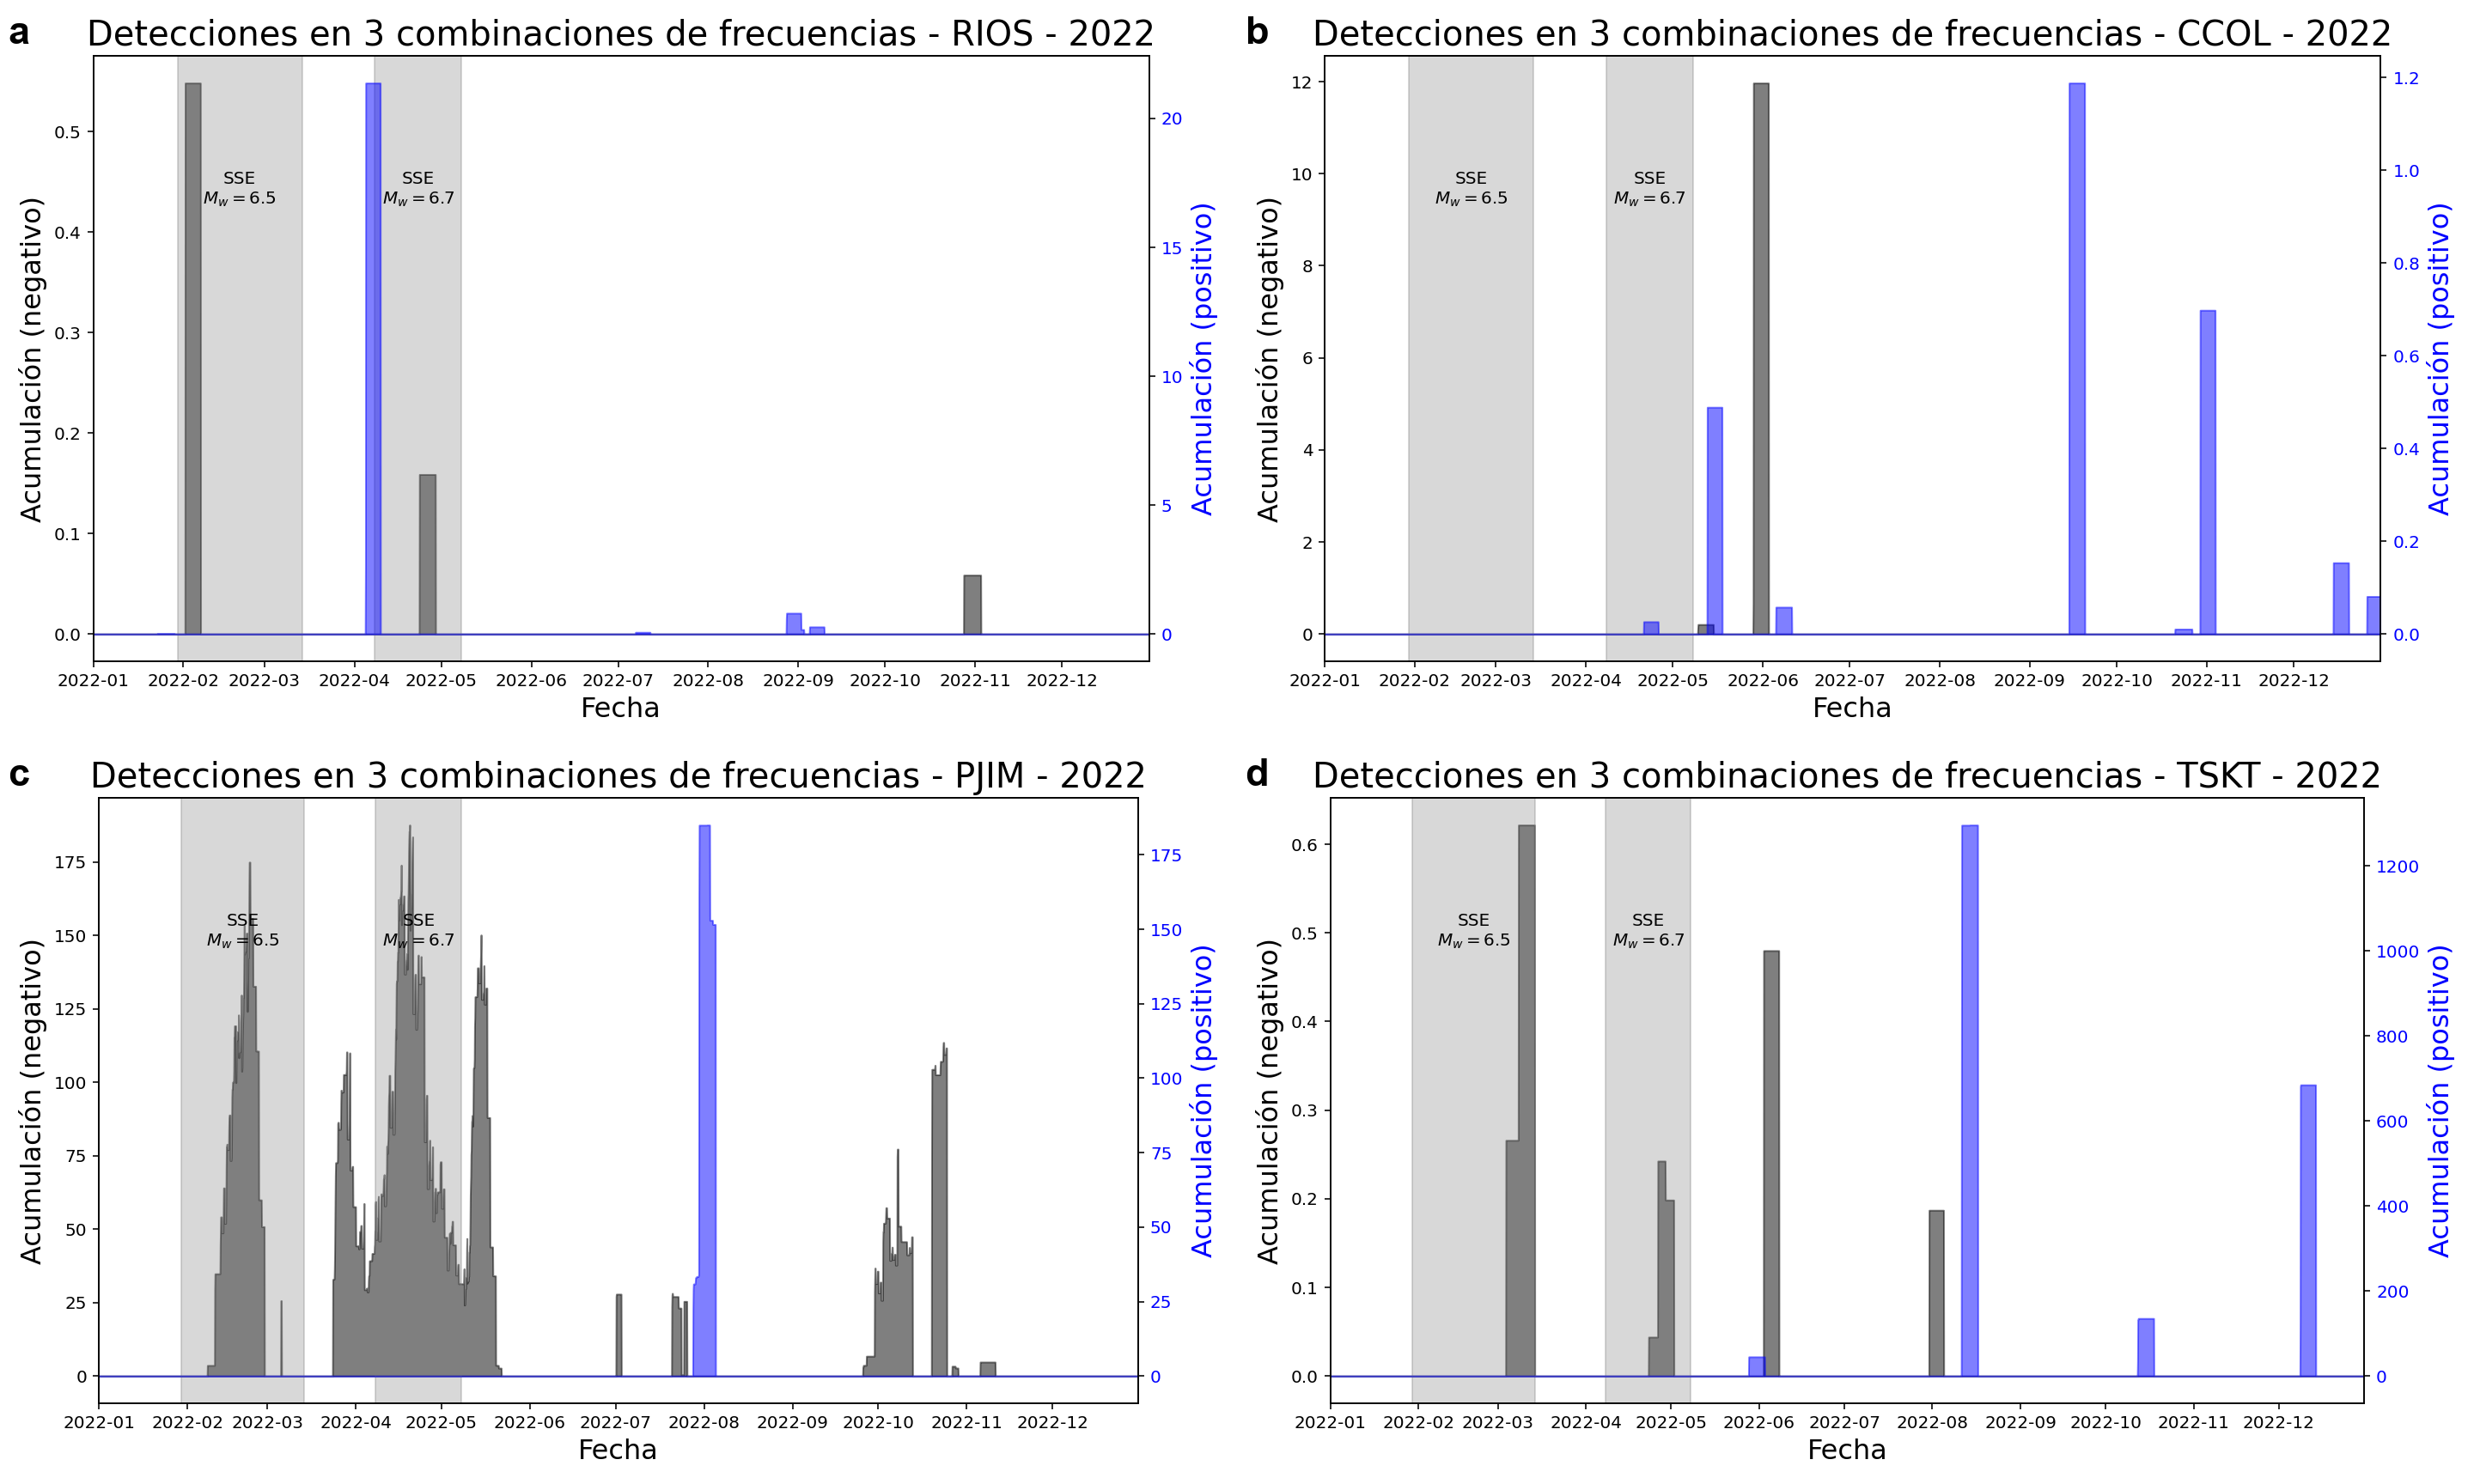 a
Detecciones en 3 combinaciones de frecuencias - RIOS - 2022
Acumulación (negativo)
0.5
0.4
0.3
0.2
0.1
0.0
SSE
Mw = 6.5
SSE
Mw = 6.7
20
15
10
5
0
Acumulación (positivo)
2022-01 2022-02 2022-03 2022-04 2022-05 2022-06 2022-07 2022-08 2022-09 2022-10 2022-11 2022-12
Fecha
b
Detecciones en 3 combinaciones de frecuencias - CCOL - 2022
Acumulación (negativo)
12
10
8
6
4
2
0
SSE
Mw = 6.5
SSE
Mw = 6.7
1.2
1.0
0.8
0.6
0.4
0.2
0.0
Acumulación (positivo)
2022-01 2022-02 2022-03 2022-04 2022-05 2022-06 2022-07 2022-08 2022-09 2022-10 2022-11 2022-12
Fecha
c
Detecciones en 3 combinaciones de frecuencias - PJIM - 2022
Acumulación (negativo)
175
150
125
100
75
50
25
0
SSE
Mw = 6.5
SSE
Mw = 6.7
175
150
125
100
75
50
25
0
Acumulación (positivo)
2022-01 2022-02 2022-03 2022-04 2022-05 2022-06 2022-07 2022-08 2022-09 2022-10 2022-11 2022-12
Fecha
d
Detecciones en 3 combinaciones de frecuencias - TSKT - 2022
Acumulación (negativo)
0.6
0.5
0.4
0.3
0.2
0.1
0.0
SSE
Mw = 6.5
SSE
Mw = 6.7
1200
1000
800
600
400
200
0
Acumulación (positivo)
2022-01 2022-02 2022-03 2022-04 2022-05 2022-06 2022-07 2022-08 2022-09 2022-10 2022-11 2022-12
Fecha